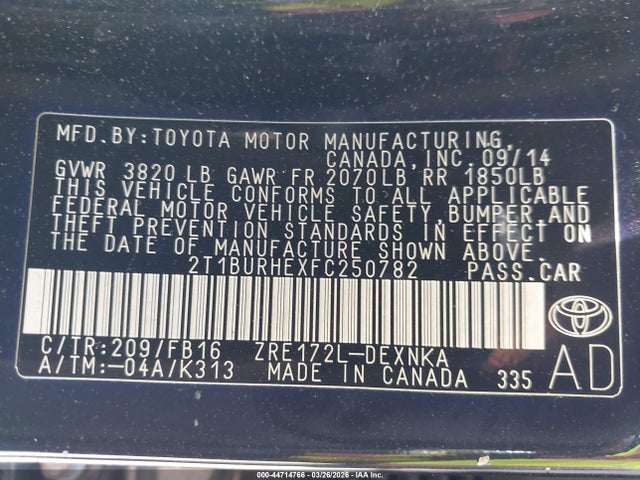 MFD.BY:TOYOTA MOTOR MANUFACTURING,
CANADA,INC.09/14
GVWR 3820 LB GAWR FR 2070LB RR 1850LB
THIS VEHICLE CONFORMS TO ALL APPLICABLE
FEDERAL MOTOR VEHICLE SAFETY,BUMPER,AND
THEFT PREVENTION STANDARDS IN EFFECT ON
THE DATE OF MANUFACTURE SHOWN ABOVE.
2T1BURHEXFC250782 PASS.CAR
C/TR:209/FB16 ZRE172L-DEXNKA
A/TM:-04A/K313 MADE IN CANADA 335 AD
000-44714766 | 03/26/2026 | IAA Inc.